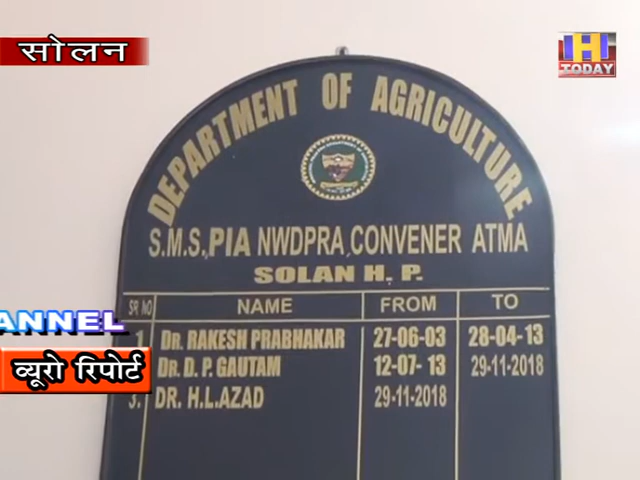 सोलन
H
TODAY
DEPARTMENT OF AGRICULTURE
S.M.S., PIA NWDPRA, CONVENER ATMA
SOLAN H. P.
SR NO NAME FROM TO
1 DR. RAKESH PRABHAKAR 27-06-03 28-04-13
DR. D. P. GAUTAM 12-07-13 29-11-2018
3. DR. H.L.AZAD 29-11-2018
ANNEL
व्यूरो रिपोर्ट